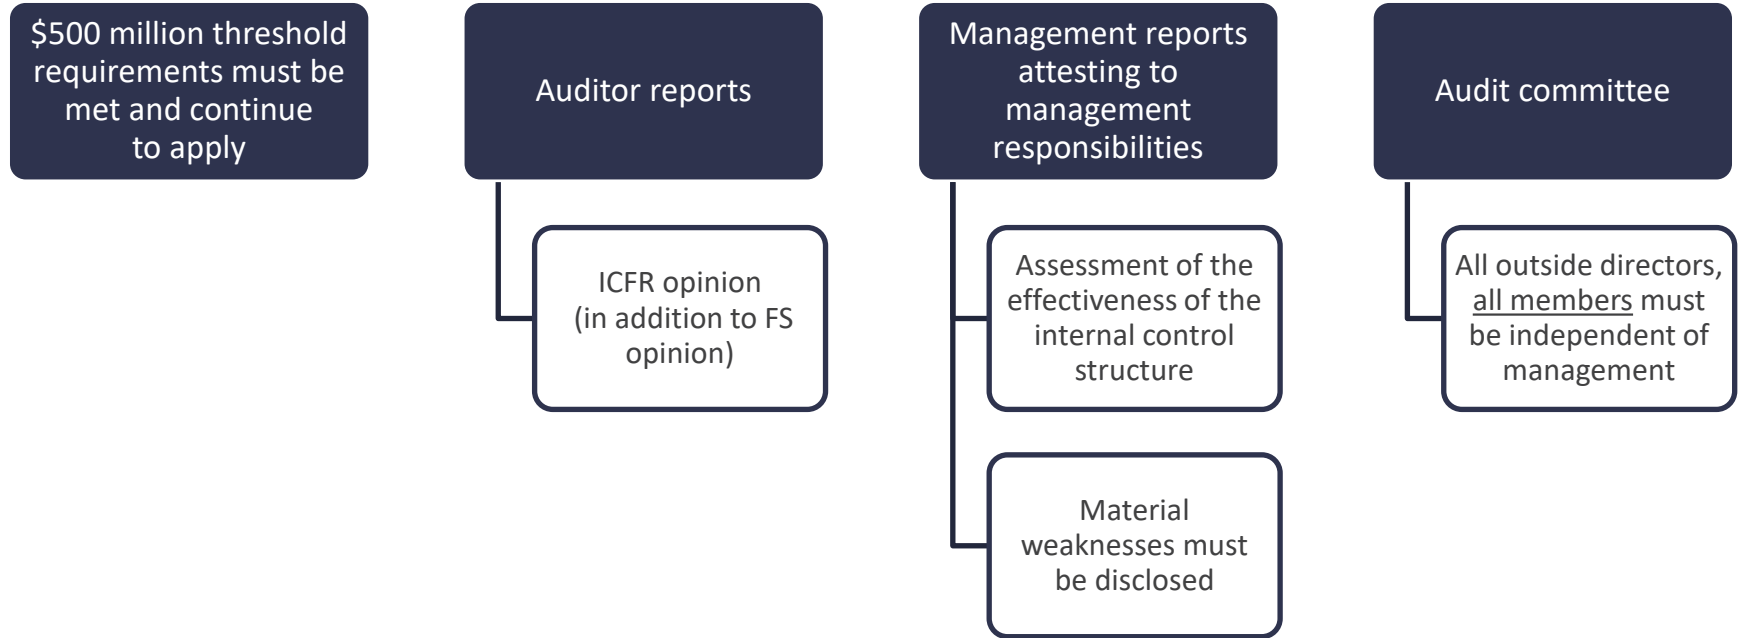 $500 million threshold
requirements must be
met and continue
to apply
Auditor reports
ICFR opinion
(in addition to FS
opinion)
Management reports
attesting to
management
responsibilities
Assessment of the
effectiveness of the
internal control
structure
Material
weaknesses must
be disclosed
Audit committee
All outside directors,
all members must
be independent of
management